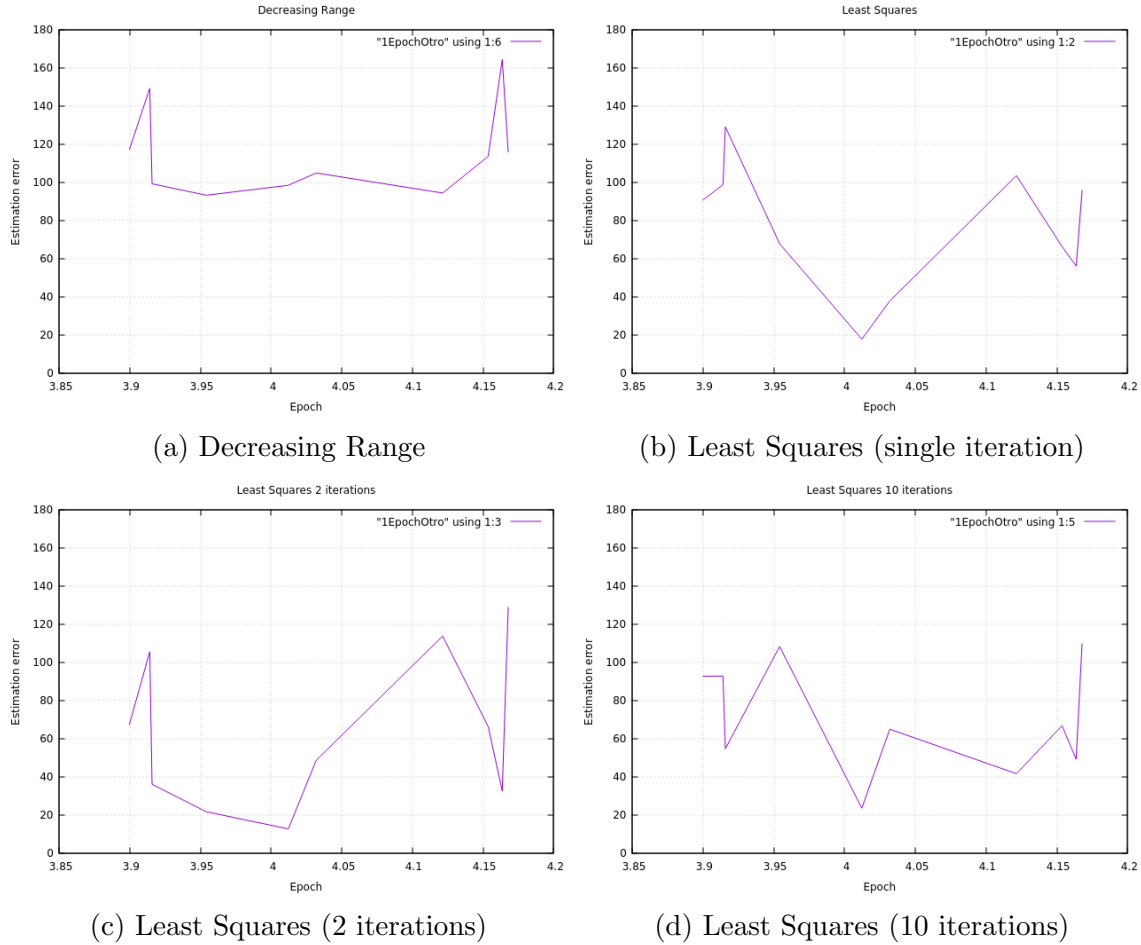 Decreasing Range
"1EpochOtro" using 1:6
180
160
140
120
100
80
60
40
20
0
Estimation error
3.85 3.9 3.95 4 4.05 4.1 4.15 4.2
Epoch
(a) Decreasing Range
Least Squares
"1EpochOtro" using 1:2
180
160
140
120
100
80
60
40
20
0
Estimation error
3.85 3.9 3.95 4 4.05 4.1 4.15 4.2
Epoch
(b) Least Squares (single iteration)
Least Squares 2 iterations
"1EpochOtro" using 1:3
180
160
140
120
100
80
60
40
20
0
Estimation error
3.85 3.9 3.95 4 4.05 4.1 4.15 4.2
Epoch
(c) Least Squares (2 iterations)
Least Squares 10 iterations
"1EpochOtro" using 1:5
180
160
140
120
100
80
60
40
20
0
Estimation error
3.85 3.9 3.95 4 4.05 4.1 4.15 4.2
Epoch
(d) Least Squares (10 iterations)